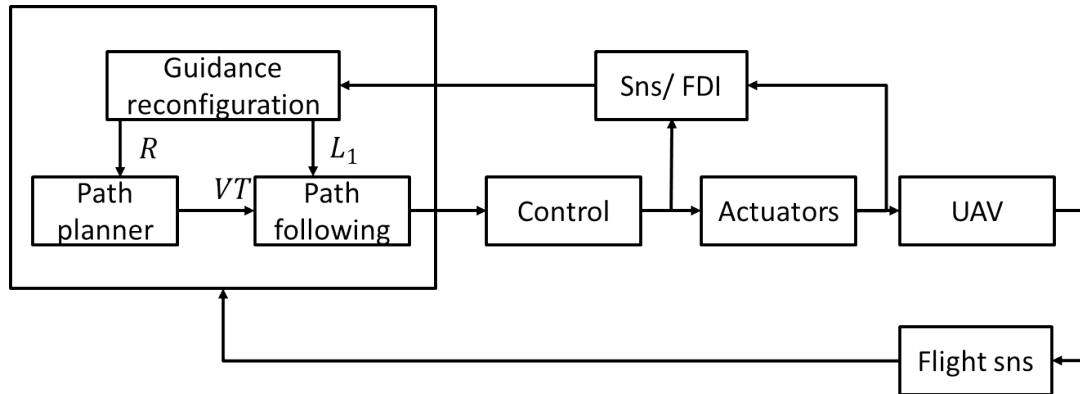 Guidance
reconfiguration
Sns/ FDI
R
L₁
Path
planner
VT
Path
following
Control
Actuators
UAV
Flight sns